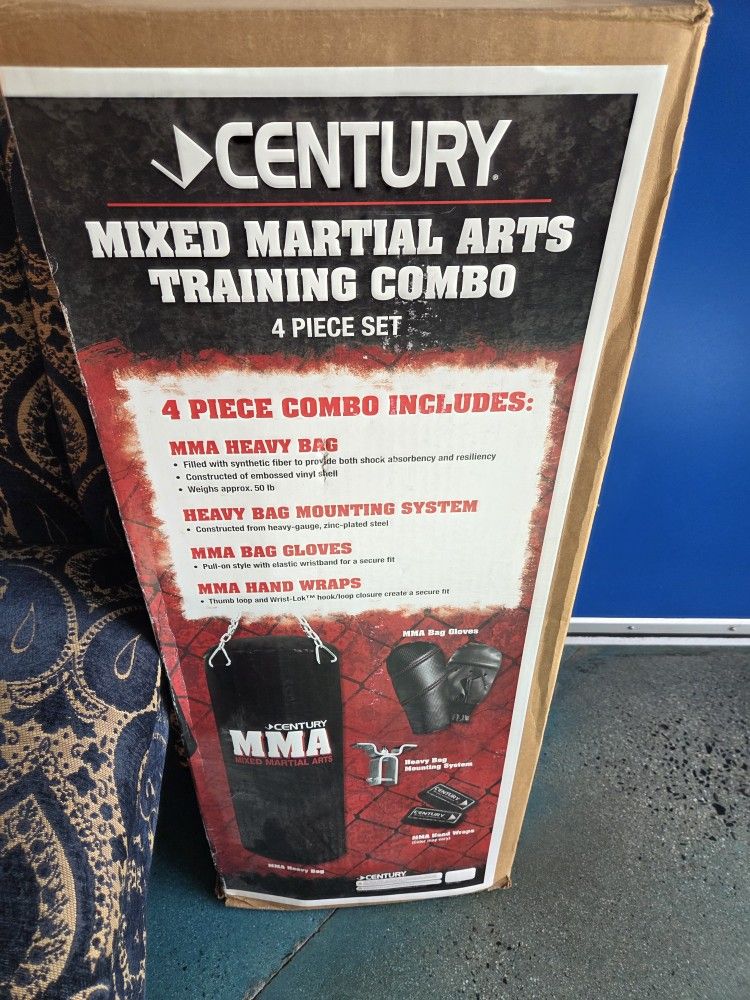 CENTURY®
MIXED MARTIAL ARTS
TRAINING COMBO
4 PIECE SET
4 PIECE COMBO INCLUDES:
MMA HEAVY BAG
• Filled with synthetic fiber to provide both shock absorbency and resiliency
• Constructed of embossed vinyl shell
• Weighs approx. 50 lb
HEAVY BAG MOUNTING SYSTEM
• Constructed from heavy-gauge, zinc-plated steel
MMA BAG GLOVES
• Pull-on style with elastic wristband for a secure fit
MMA HAND WRAPS
• Thumb loop and Wrist-Lok™ hook/loop closure create a secure fit
MMA Bag Gloves
CENTURY
MMA
MIXED MARTIAL ARTS
Heavy Bag
Mounting System
CENTURY
CENTURY
MMA Hand Wraps
(Color may vary)
MMA Heavy Bag
CENTURY